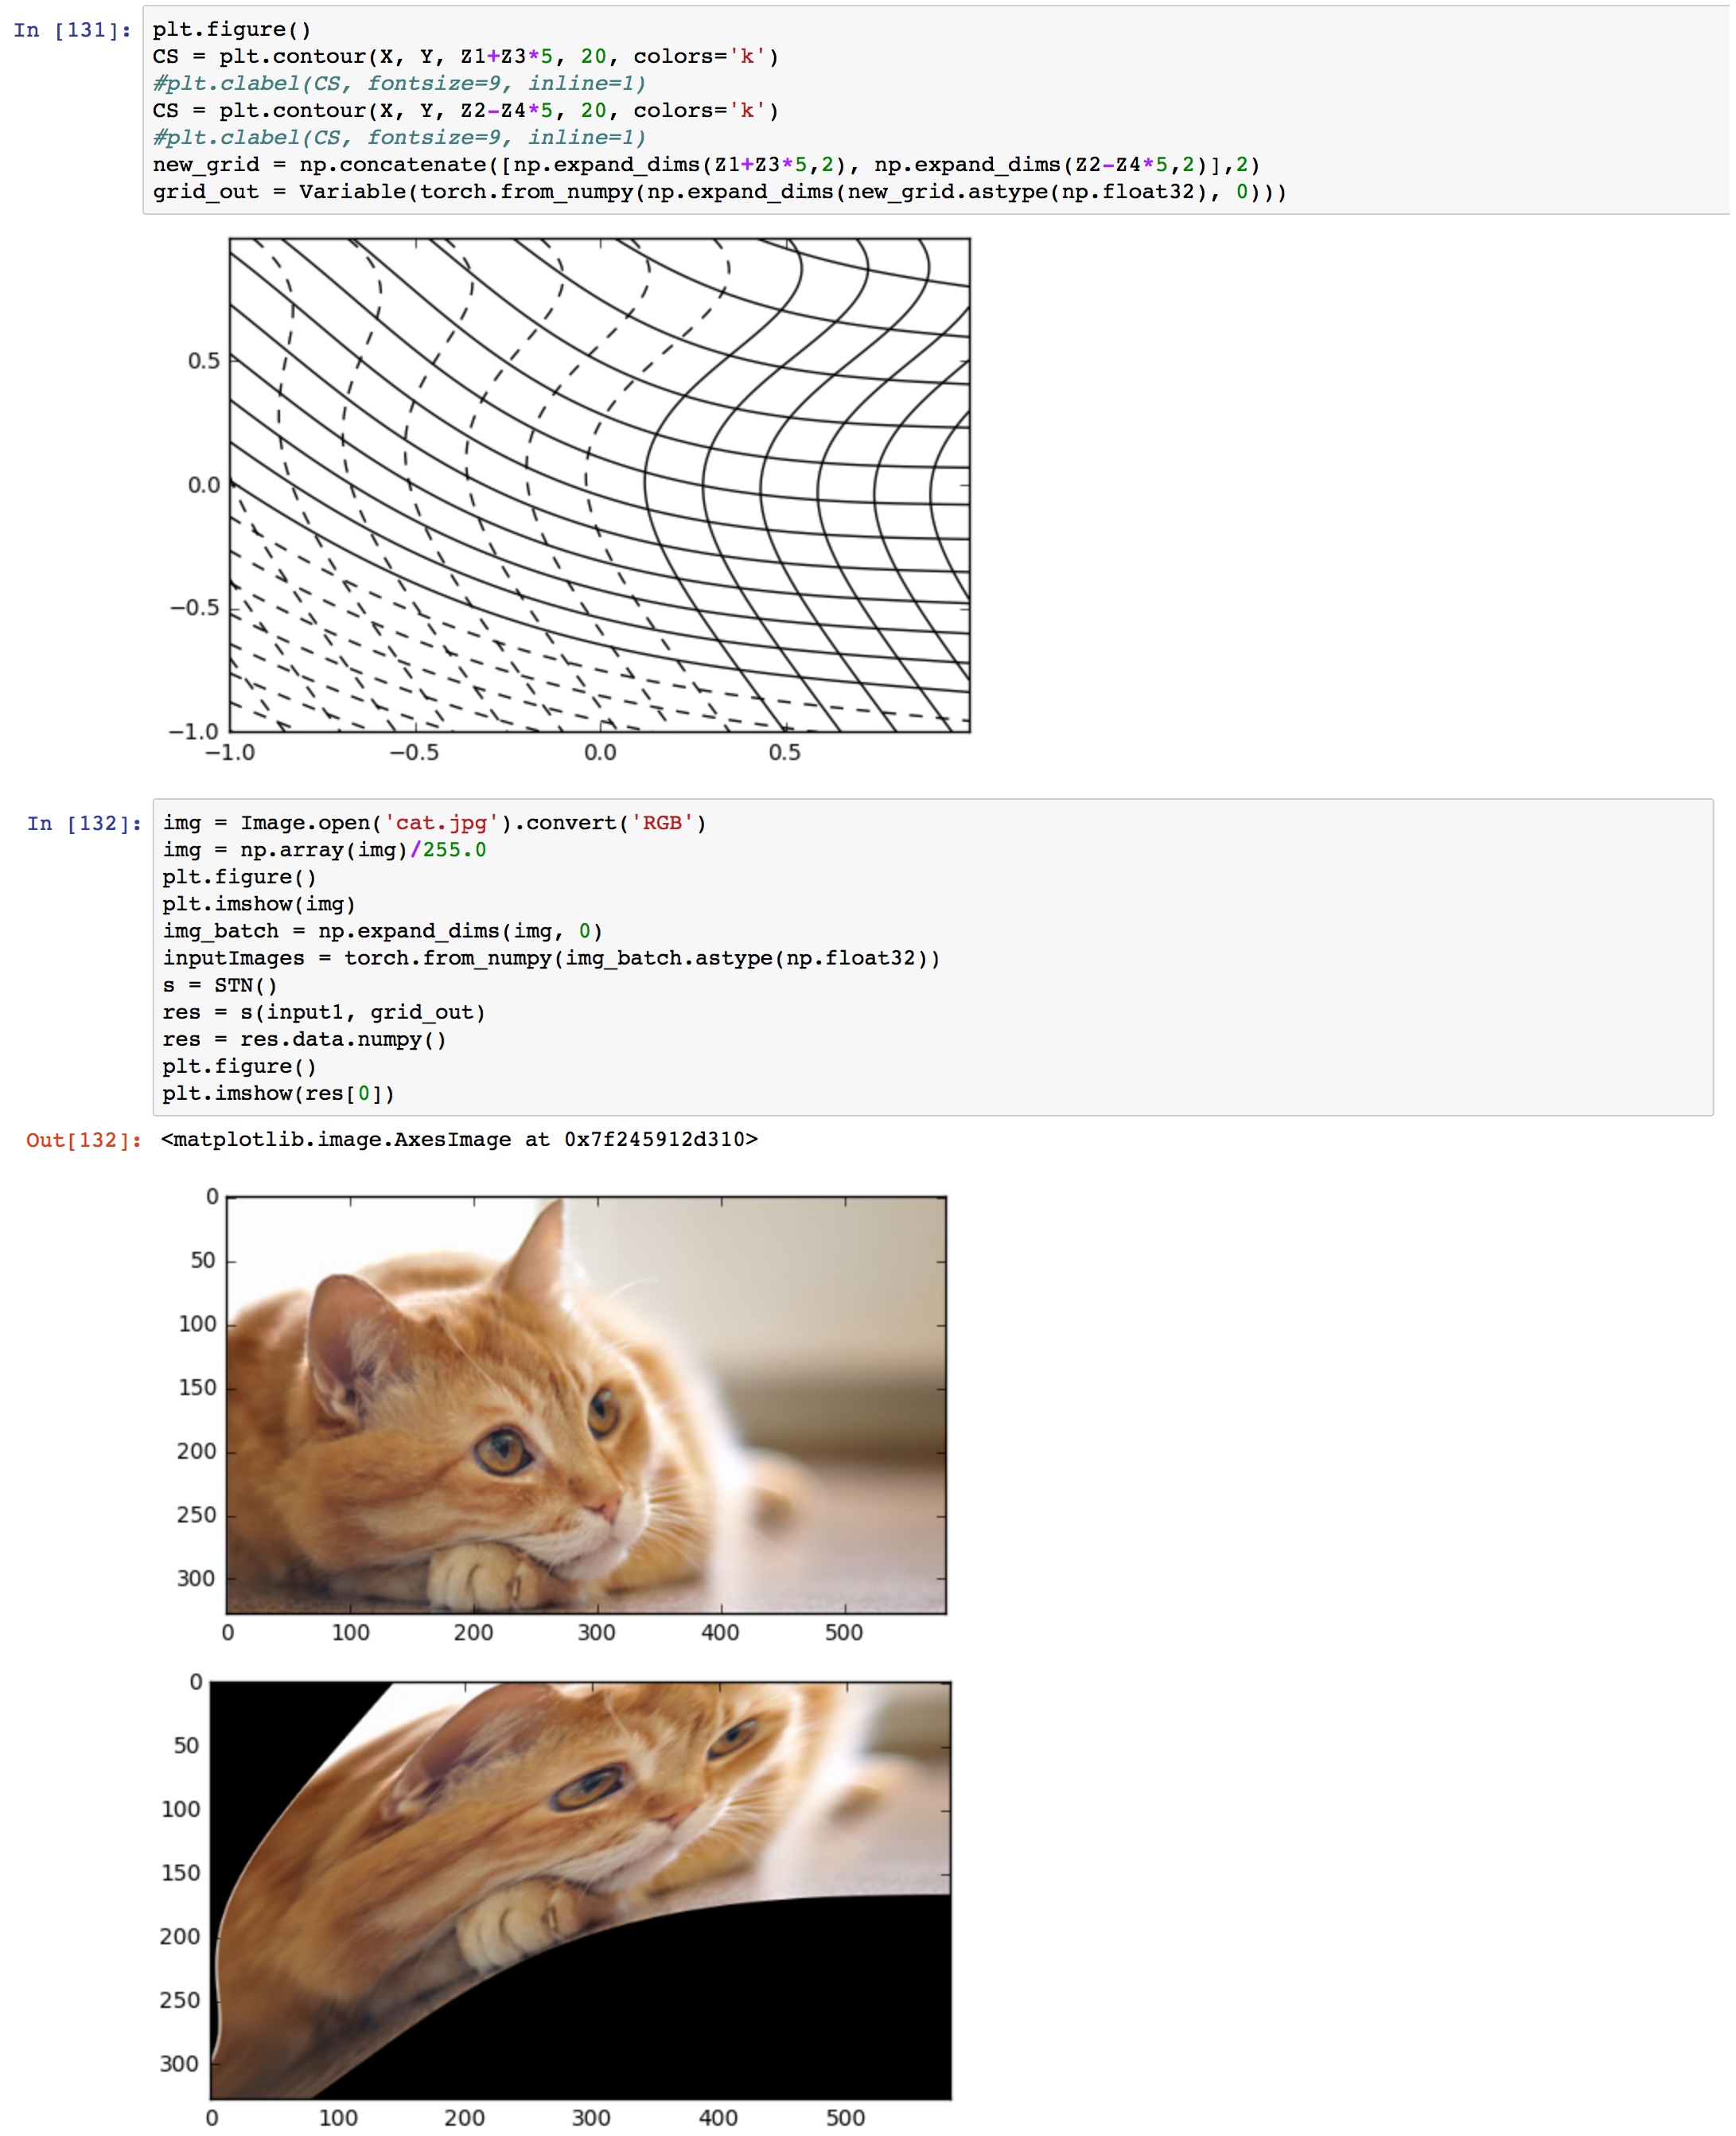 In [131]: plt.figure()
CS = plt.contour(X, Y, Z1+Z3*5, 20, colors='k')
#plt.clabel(CS, fontsize=9, inline=1)
CS = plt.contour(X, Y, Z2-Z4*5, 20, colors='k')
#plt.clabel(CS, fontsize=9, inline=1)
new_grid = np.concatenate([np.expand_dims(Z1+Z3*5,2), np.expand_dims(Z2-Z4*5,2)],2)
grid_out = Variable(torch.from_numpy(np.expand_dims(new_grid.astype(np.float32), 0)))
0.5
0.0
−0.5
−1.0
−1.0 −0.5 0.0 0.5
In [132]: img = Image.open('cat.jpg').convert('RGB')
img = np.array(img)/255.0
plt.figure()
plt.imshow(img)
img_batch = np.expand_dims(img, 0)
inputImages = torch.from_numpy(img_batch.astype(np.float32))
s = STN()
res = s(input1, grid_out)
res = res.data.numpy()
plt.figure()
plt.imshow(res[0])
Out[132]: <matplotlib.image.AxesImage at 0x7f245912d310>
0
50
100
150
200
250
300
0 100 200 300 400 500
0
50
100
150
200
250
300
0 100 200 300 400 500